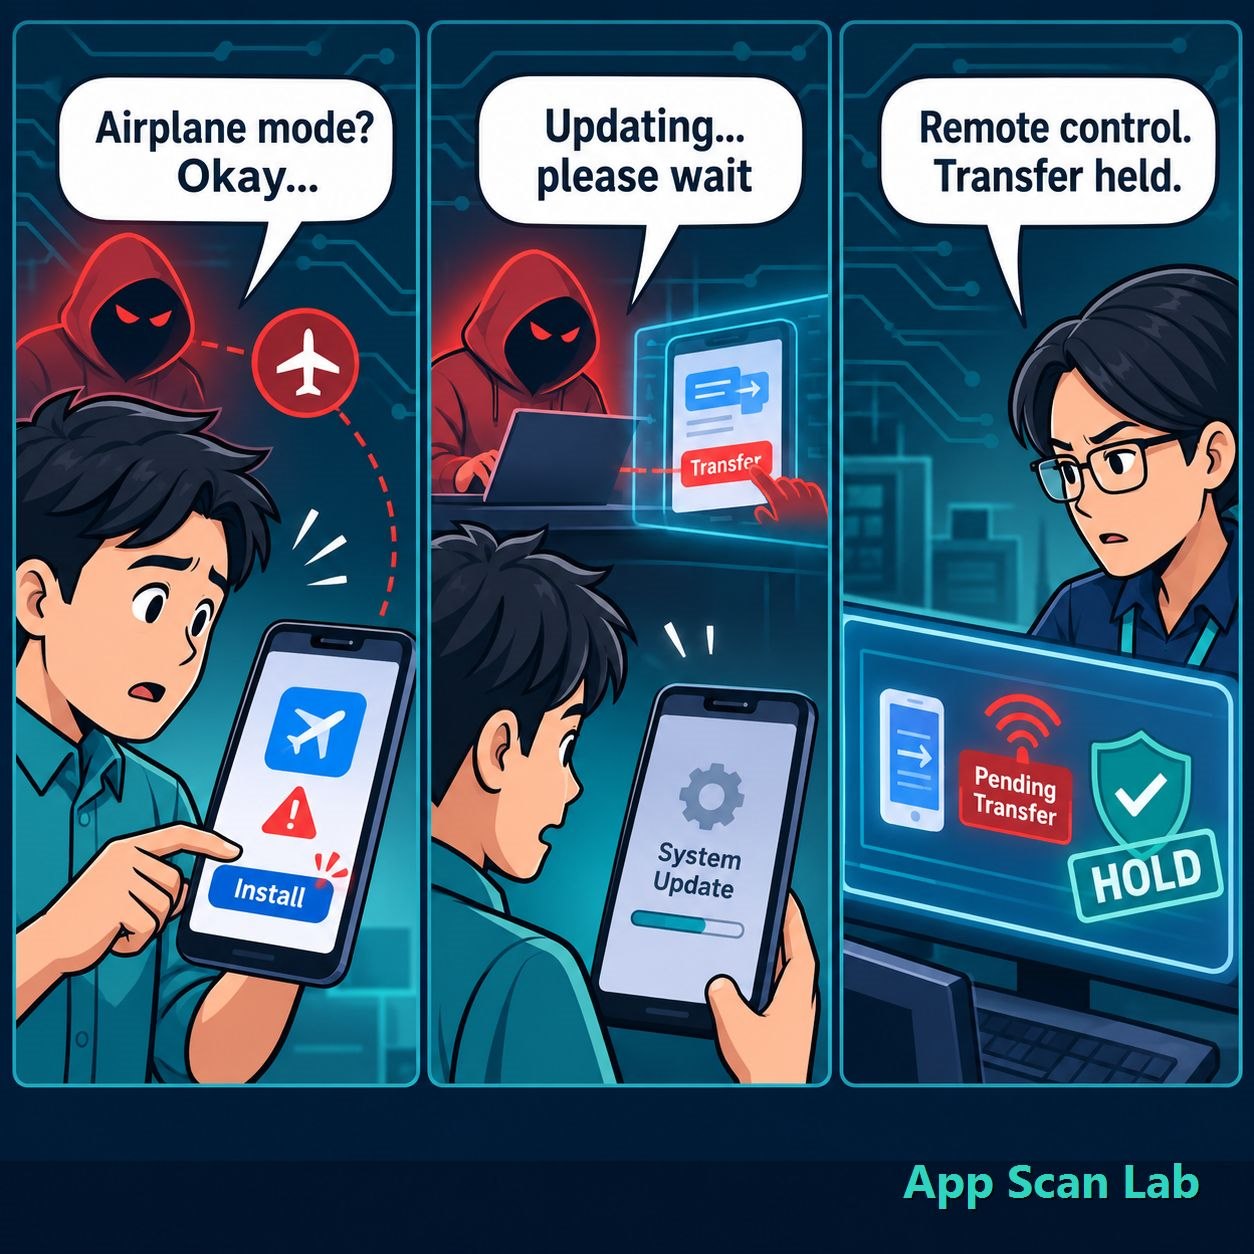 Airplane mode?
Okay...
Install
Updating...
please wait
Transfer
System
Update
Remote control.
Transfer held.
Pending
Transfer
HOLD
App Scan Lab